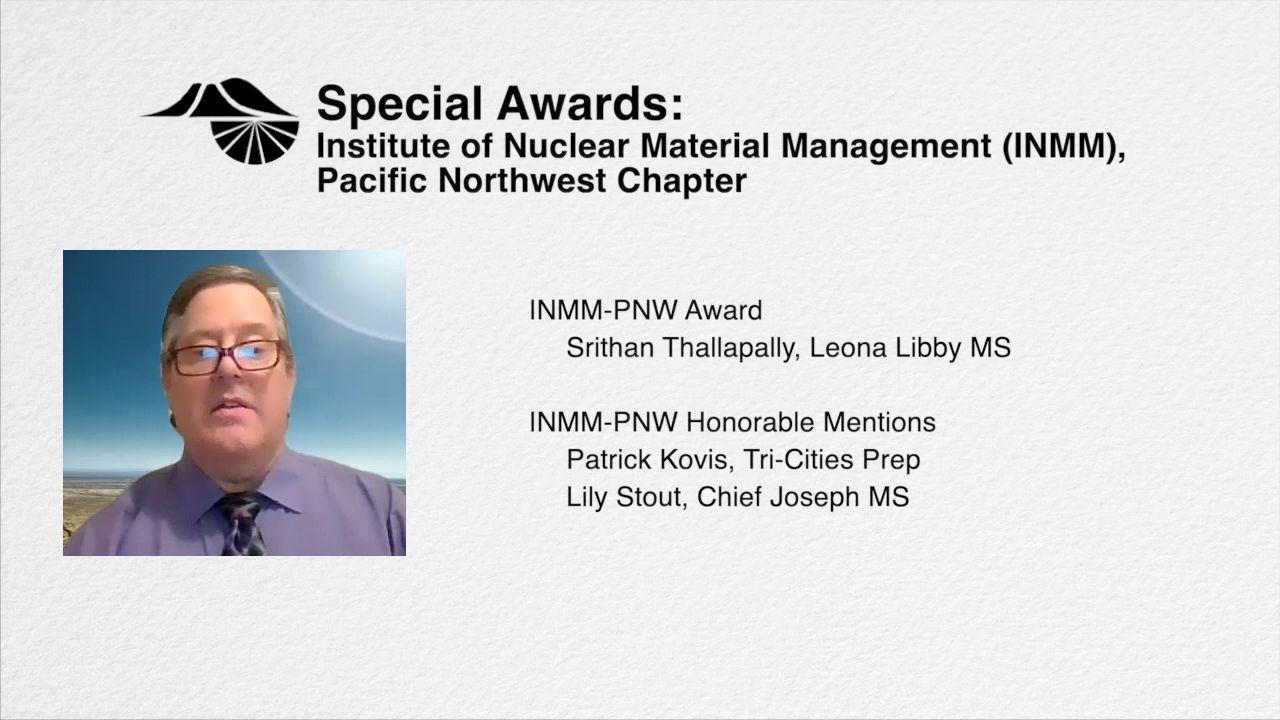 Special Awards:
Institute of Nuclear Material Management (INMM),
Pacific Northwest Chapter
INMM-PNW Award
Srithan Thallapally, Leona Libby MS
INMM-PNW Honorable Mentions
Patrick Kovis, Tri-Cities Prep
Lily Stout, Chief Joseph MS